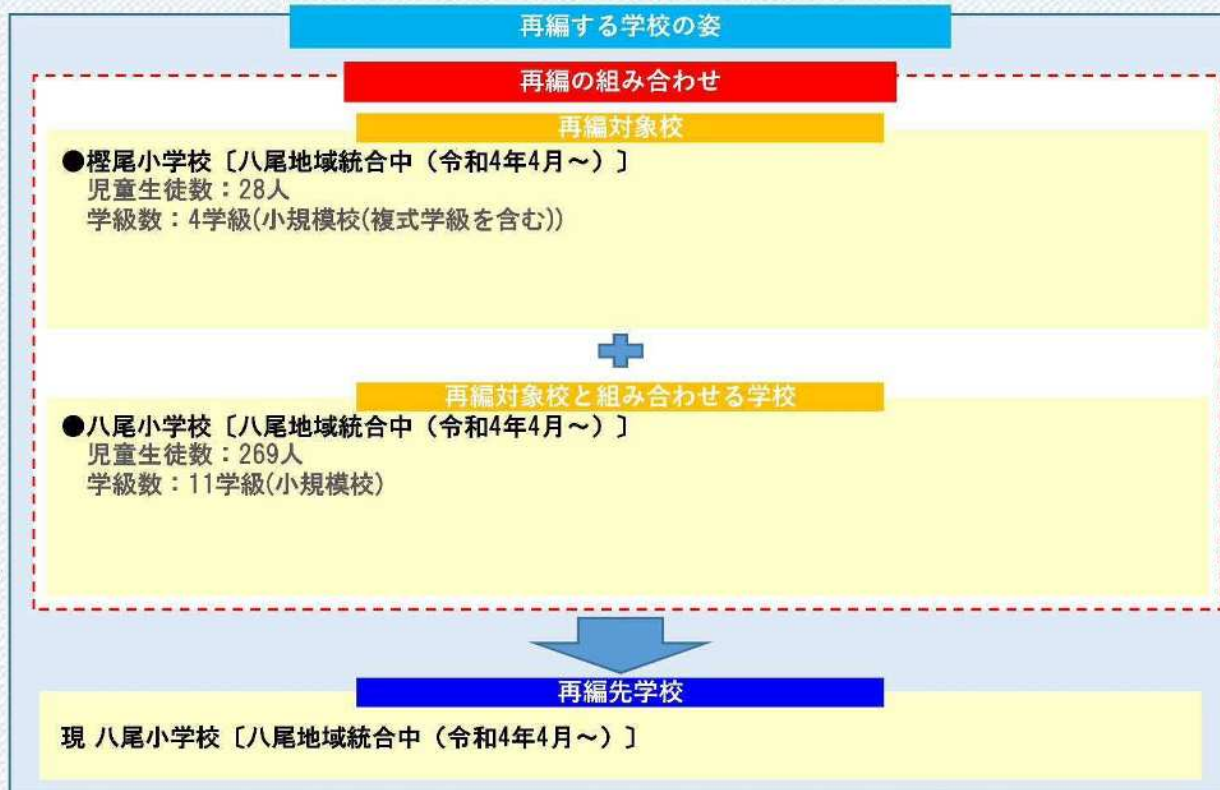 再編する学校の姿
再編の組み合わせ
再編対象校
●樫尾小学校〔八尾地域統合中（令和4年4月～）〕
児童生徒数：28人
学級数：4学級(小規模校(複式学級を含む))
再編対象校と組み合わせる学校
●八尾小学校〔八尾地域統合中（令和4年4月～）〕
児童生徒数：269人
学級数：11学級(小規模校)
再編先学校
現 八尾小学校〔八尾地域統合中（令和4年4月～）〕